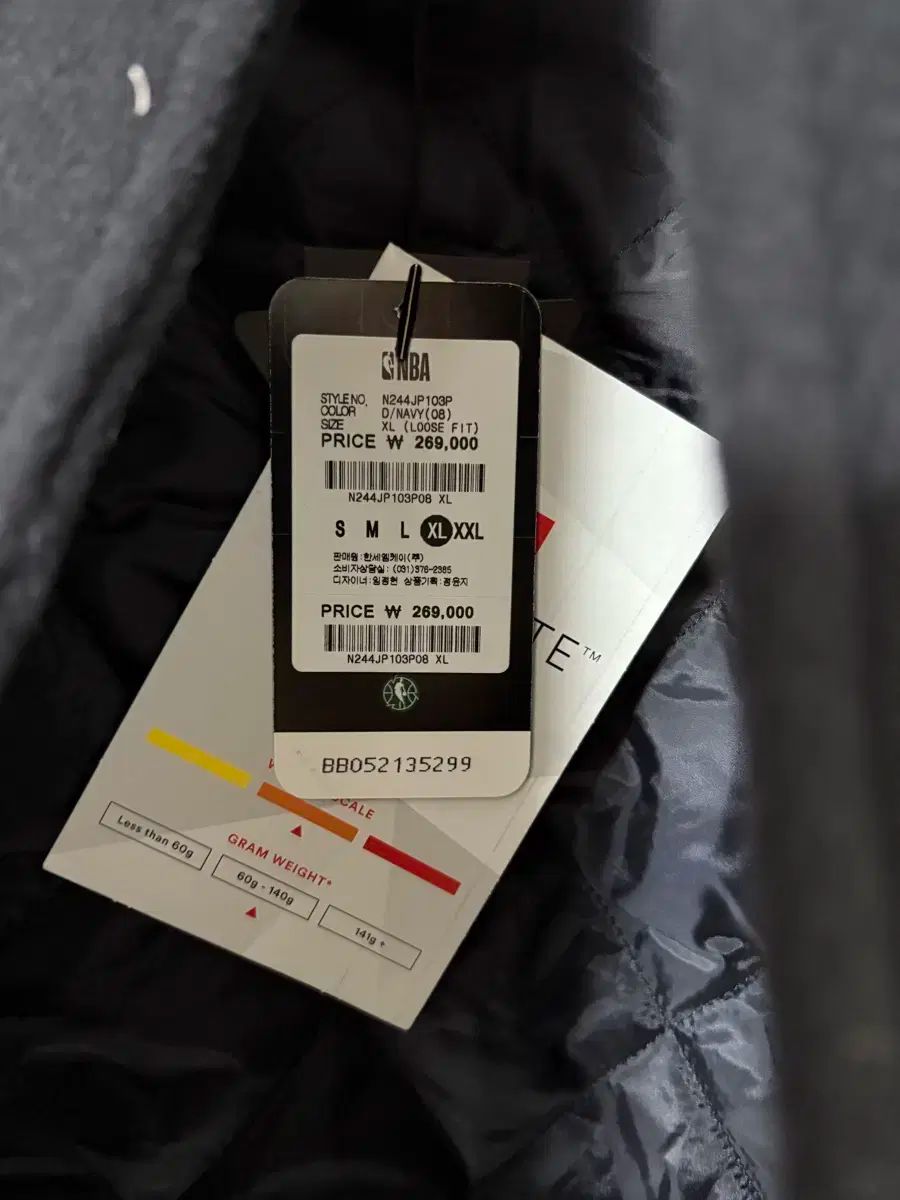 NBA
STYLE NO. N244JP103P
COLOR D/NAVY(08)
SIZE XL (LOOSE FIT)
PRICE ₩ 269,000
N244JP103P08 XL
S M L XL XXL
판매원:한세엠케이(주)
소비자상담실: (031)376-2385
디자이너:임정현 상품기획:정윤지
PRICE ₩ 269,000
N244JP103P08 XL
BB052135299
TE™
SCALE
GRAM WEIGHT*
Less than 60g
60g - 140g
141g +